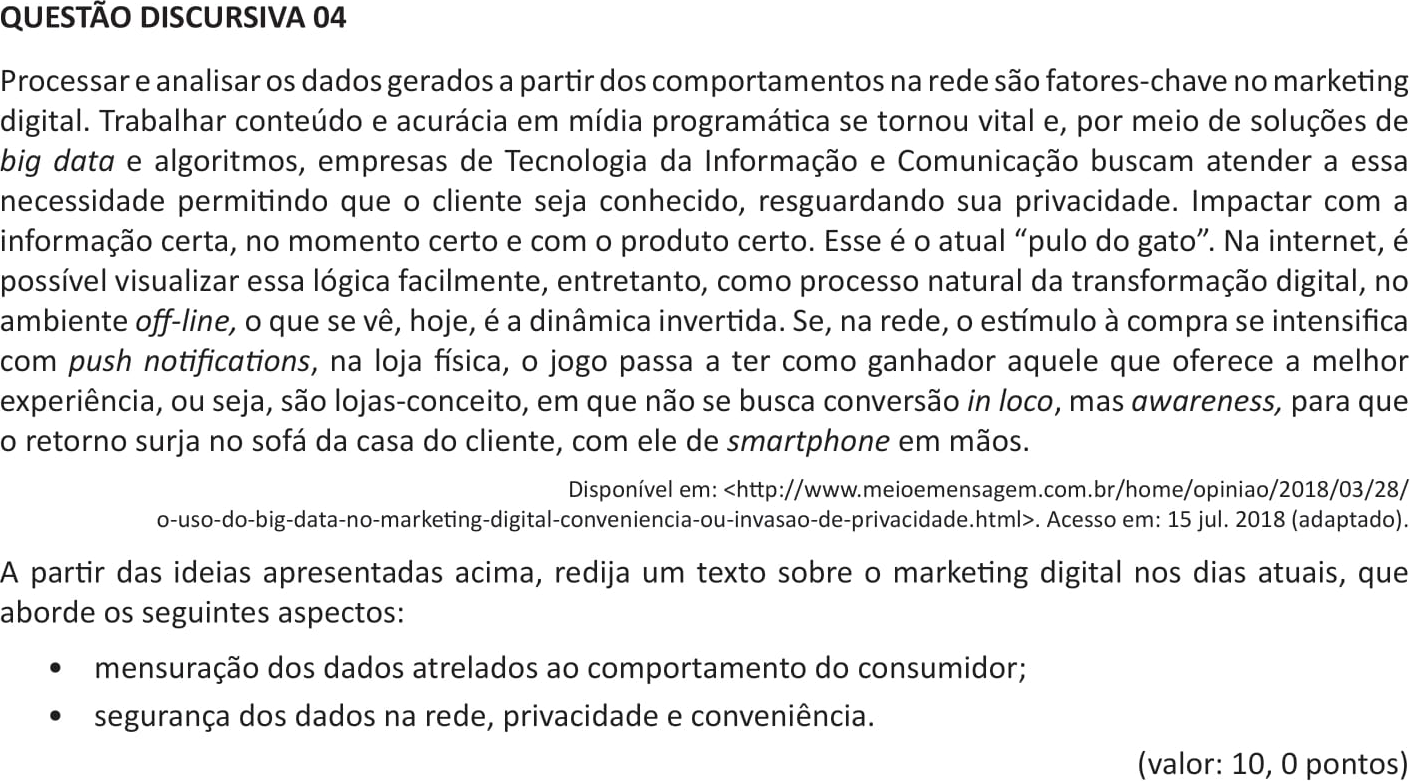 QUESTÃO DISCURSIVA 04
Processar e analisar os dados gerados a partir dos comportamentos na rede são fatores-chave no marketing
digital. Trabalhar conteúdo e acurácia em mídia programática se tornou vital e, por meio de soluções de
big data e algoritmos, empresas de Tecnologia da Informação e Comunicação buscam atender a essa
necessidade permitindo que o cliente seja conhecido, resguardando sua privacidade. Impactar com a
informação certa, no momento certo e com o produto certo. Esse é o atual “pulo do gato”. Na internet, é
possível visualizar essa lógica facilmente, entretanto, como processo natural da transformação digital, no
ambiente off-line, o que se vê, hoje, é a dinâmica invertida. Se, na rede, o estímulo à compra se intensifica
com push notifications, na loja física, o jogo passa a ter como ganhador aquele que oferece a melhor
experiência, ou seja, são lojas-conceito, em que não se busca conversão in loco, mas awareness, para que
o retorno surja no sofá da casa do cliente, com ele de smartphone em mãos.
Disponível em: <http://www.meioemensagem.com.br/home/opiniao/2018/03/28/
o-uso-do-big-data-no-marketing-digital-conveniencia-ou-invasao-de-privacidade.html>. Acesso em: 15 jul. 2018 (adaptado).
A partir das ideias apresentadas acima, redija um texto sobre o marketing digital nos dias atuais, que
aborde os seguintes aspectos:
• mensuração dos dados atrelados ao comportamento do consumidor;
• segurança dos dados na rede, privacidade e conveniência.
(valor: 10, 0 pontos)